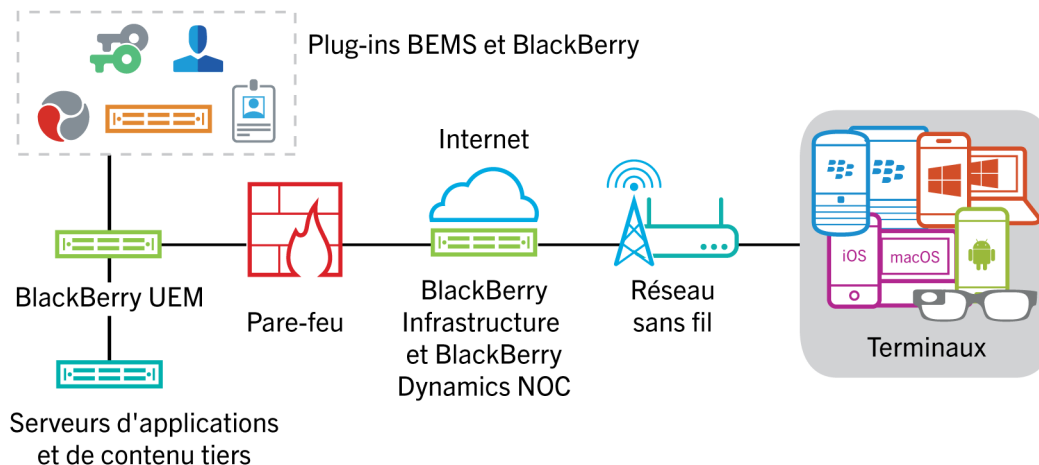 Plug-ins BEMS et BlackBerry
Internet
iOS
macOS
BlackBerry UEM
Pare-feu
BlackBerry
Infrastructure
et BlackBerry
Dynamics NOC
Réseau
sans fil
Terminaux
Serveurs d'applications
et de contenu tiers